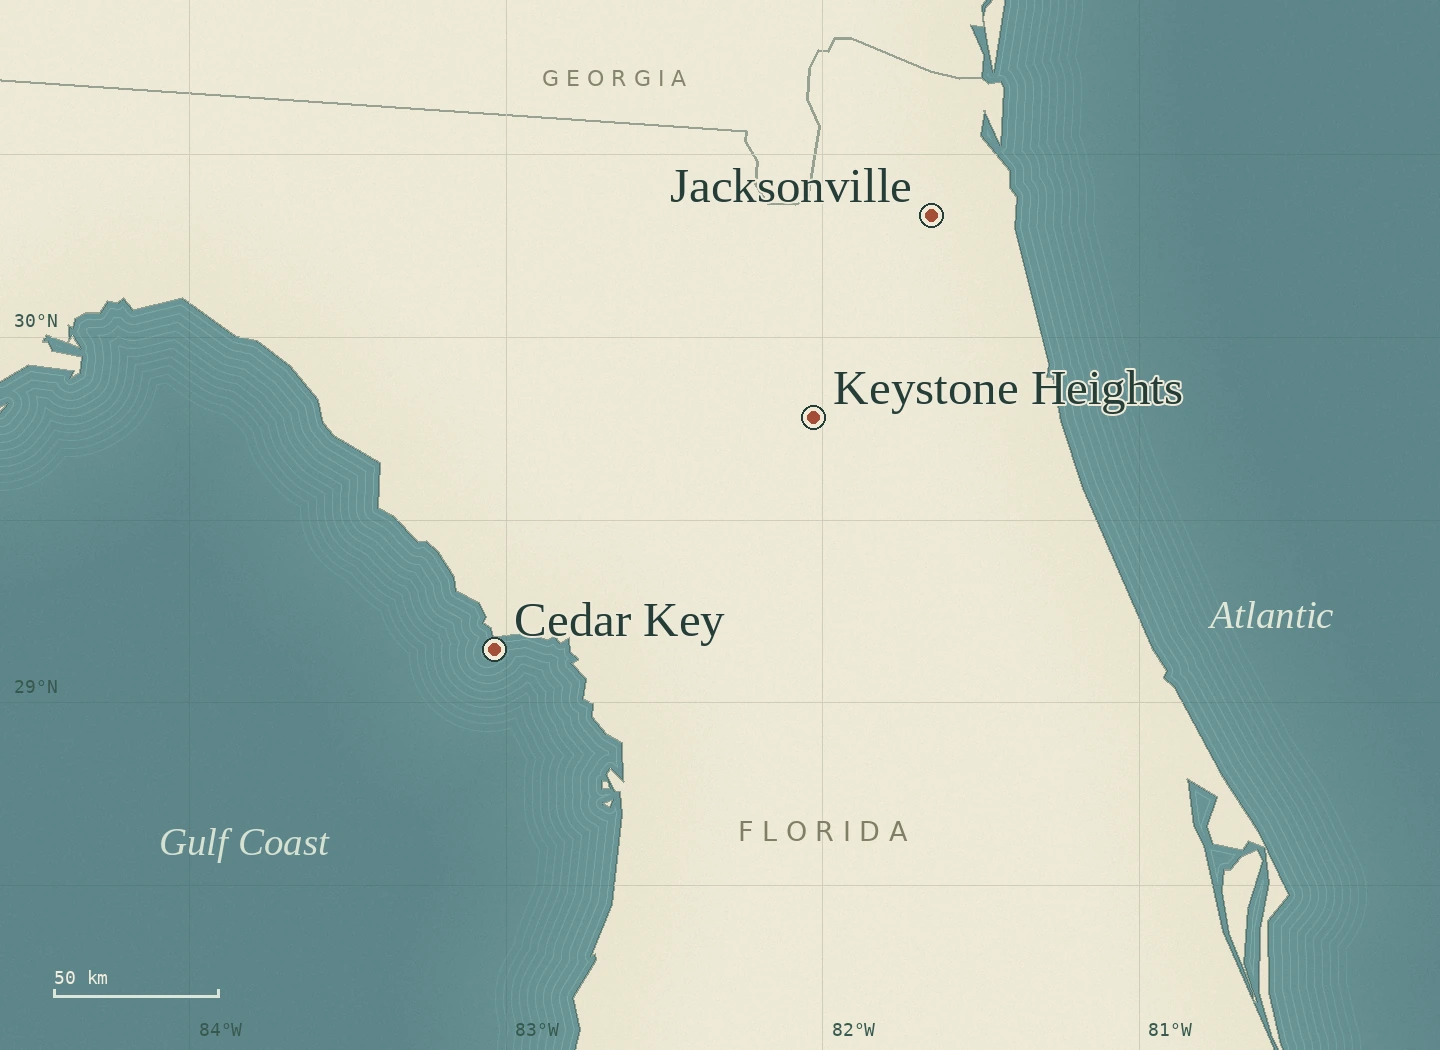 GEORGIA
Jacksonville
30°N
Keystone Heights
Cedar Key
Atlantic
29°N
FLORIDA
Gulf Coast
50 km
84°W
83°W
82°W
81°W